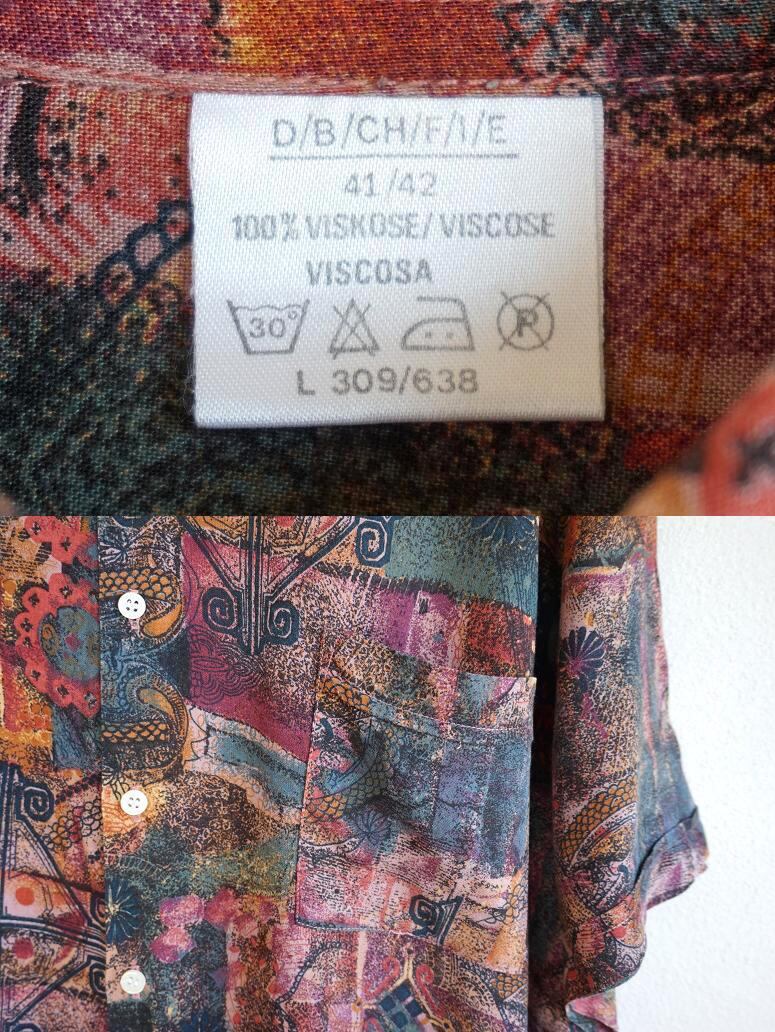 D/B/CH/F/I/E
41/42
100% VISKOSE/VISCOSE
VISCOSA
30° P
L 309/638